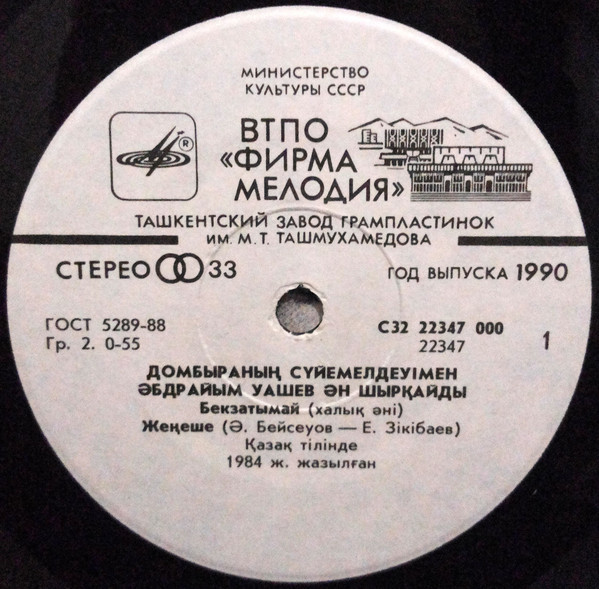 МИНИСТЕРСТВО
КУЛЬТУРЫ СССР
ВТПО
«ФИРМА
МЕЛОДИЯ»
®
ТАШКЕНТСКИЙ ЗАВОД ГРАМПЛАСТИНОК
ИМ. М. Т. ТАШМУХАМЕДОВА
СТЕРЕО 33
ГОД ВЫПУСКА 1990
ГОСТ 5289-88
Гр. 2. 0-55
С32 22347 000
22347
1
ДОМБЫРАНЫҢ СҮЙЕМЕЛДЕУІМЕН
ӘБДРАЙЫМ УАШЕВ ӘН ШЫРҚАЙДЫ
Бекзатымай (халық әні)
Жеңеше (Ә. Бейсеуов — Е. Зікібаев)
Қазақ тілінде
1984 ж. жазылған